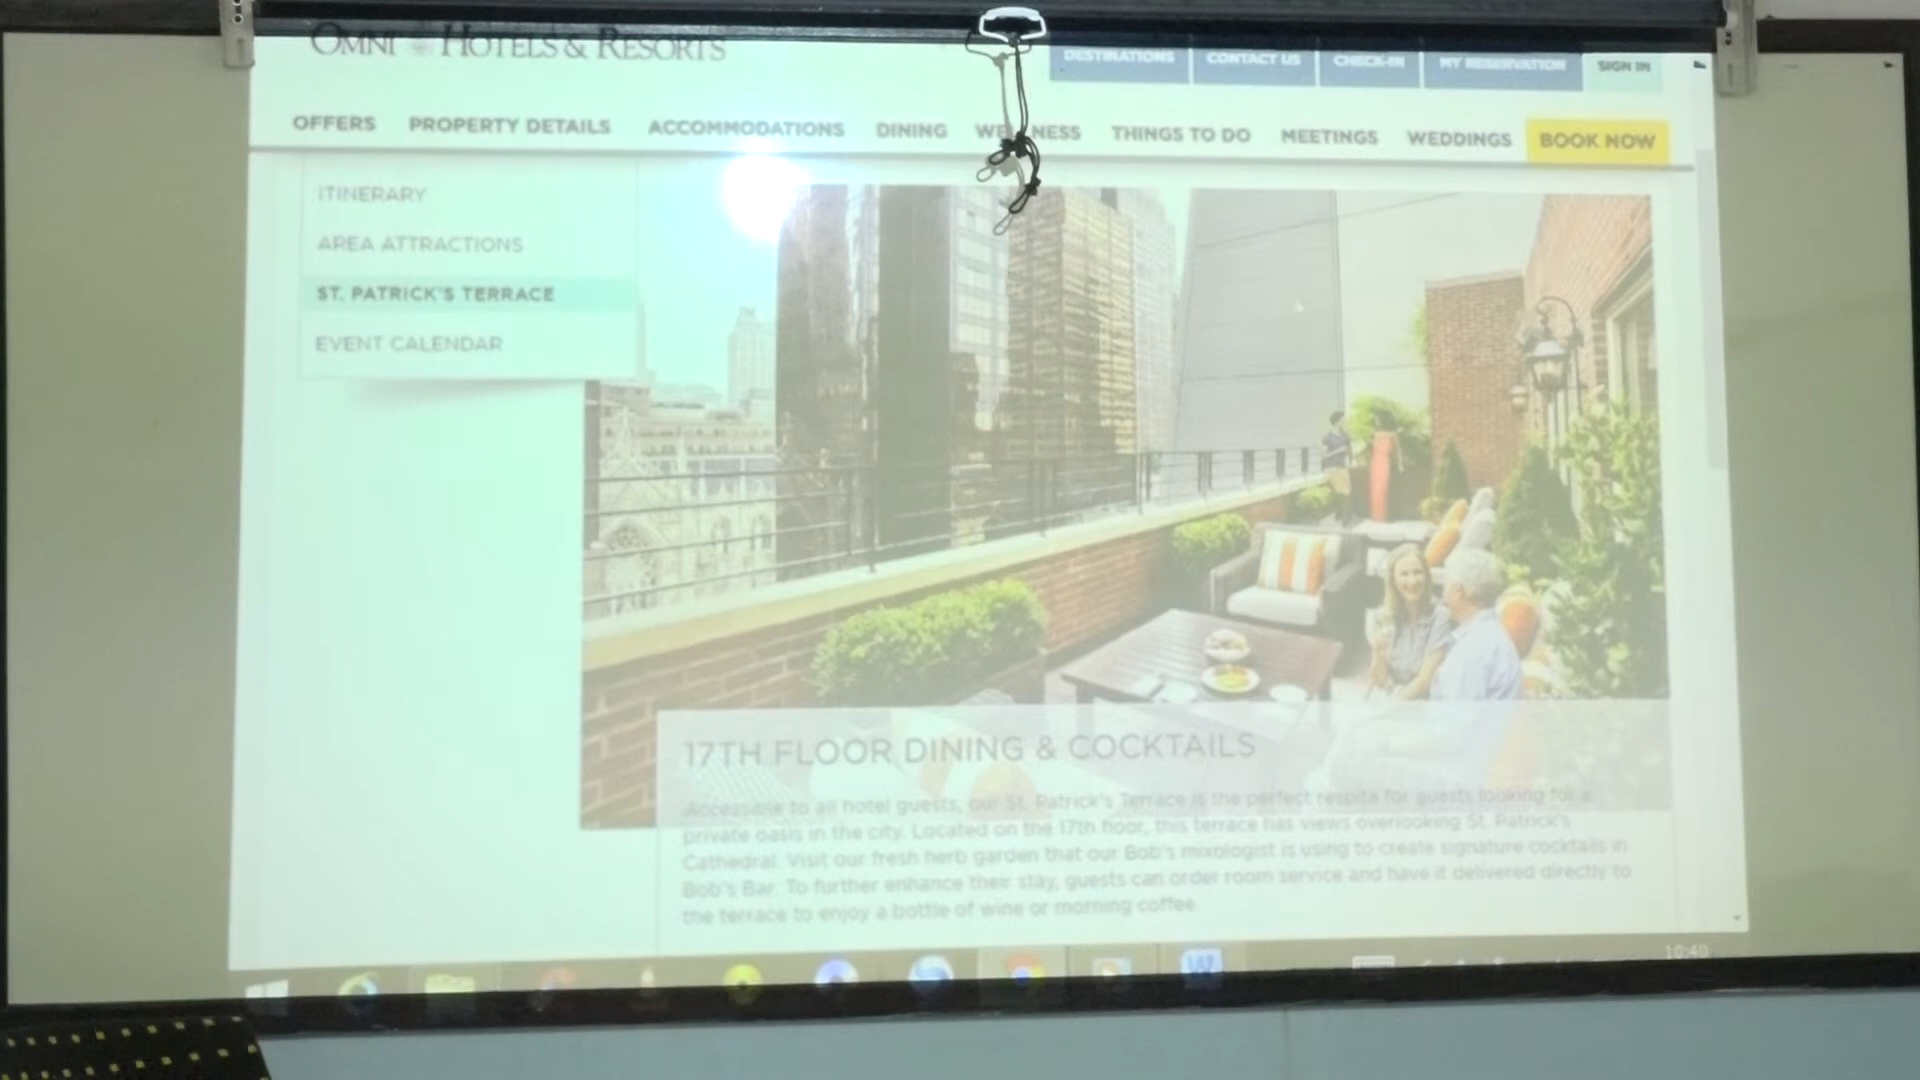 OMNI HOTELS & RESORTS
DESTINATIONS CONTACT US CHECK-IN MY RESERVATION SIGN IN
OFFERS PROPERTY DETAILS ACCOMMODATIONS DINING WELLNESS THINGS TO DO MEETINGS WEDDINGS BOOK NOW
ITINERARY
AREA ATTRACTIONS
ST. PATRICK'S TERRACE
EVENT CALENDAR
17TH FLOOR DINING & COCKTAILS
Accessible to all hotel guests, our St. Patrick's Terrace is the perfect respite for guests looking for a
private oasis in the city. Located on the 17th floor, this terrace has views overlooking St. Patrick's
Cathedral. Visit our fresh herb garden that our Bob's mixologist is using to create signature cocktails in
Bob's Bar. To further enhance their stay, guests can order room service and have it delivered directly to
the terrace to enjoy a bottle of wine or morning coffee.
10:40